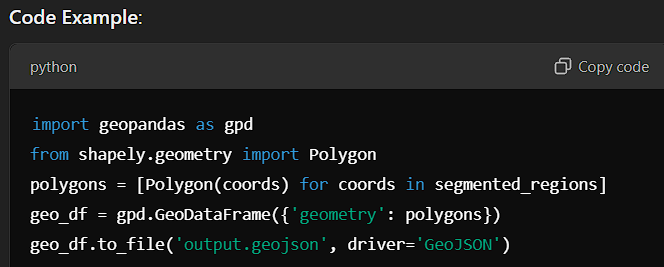 Code Example:
python
Copy code
import geopandas as gpd
from shapely.geometry import Polygon
polygons = [Polygon(coords) for coords in segmented_regions]
geo_df = gpd.GeoDataFrame({'geometry': polygons})
geo_df.to_file('output.geojson', driver='GeoJSON')